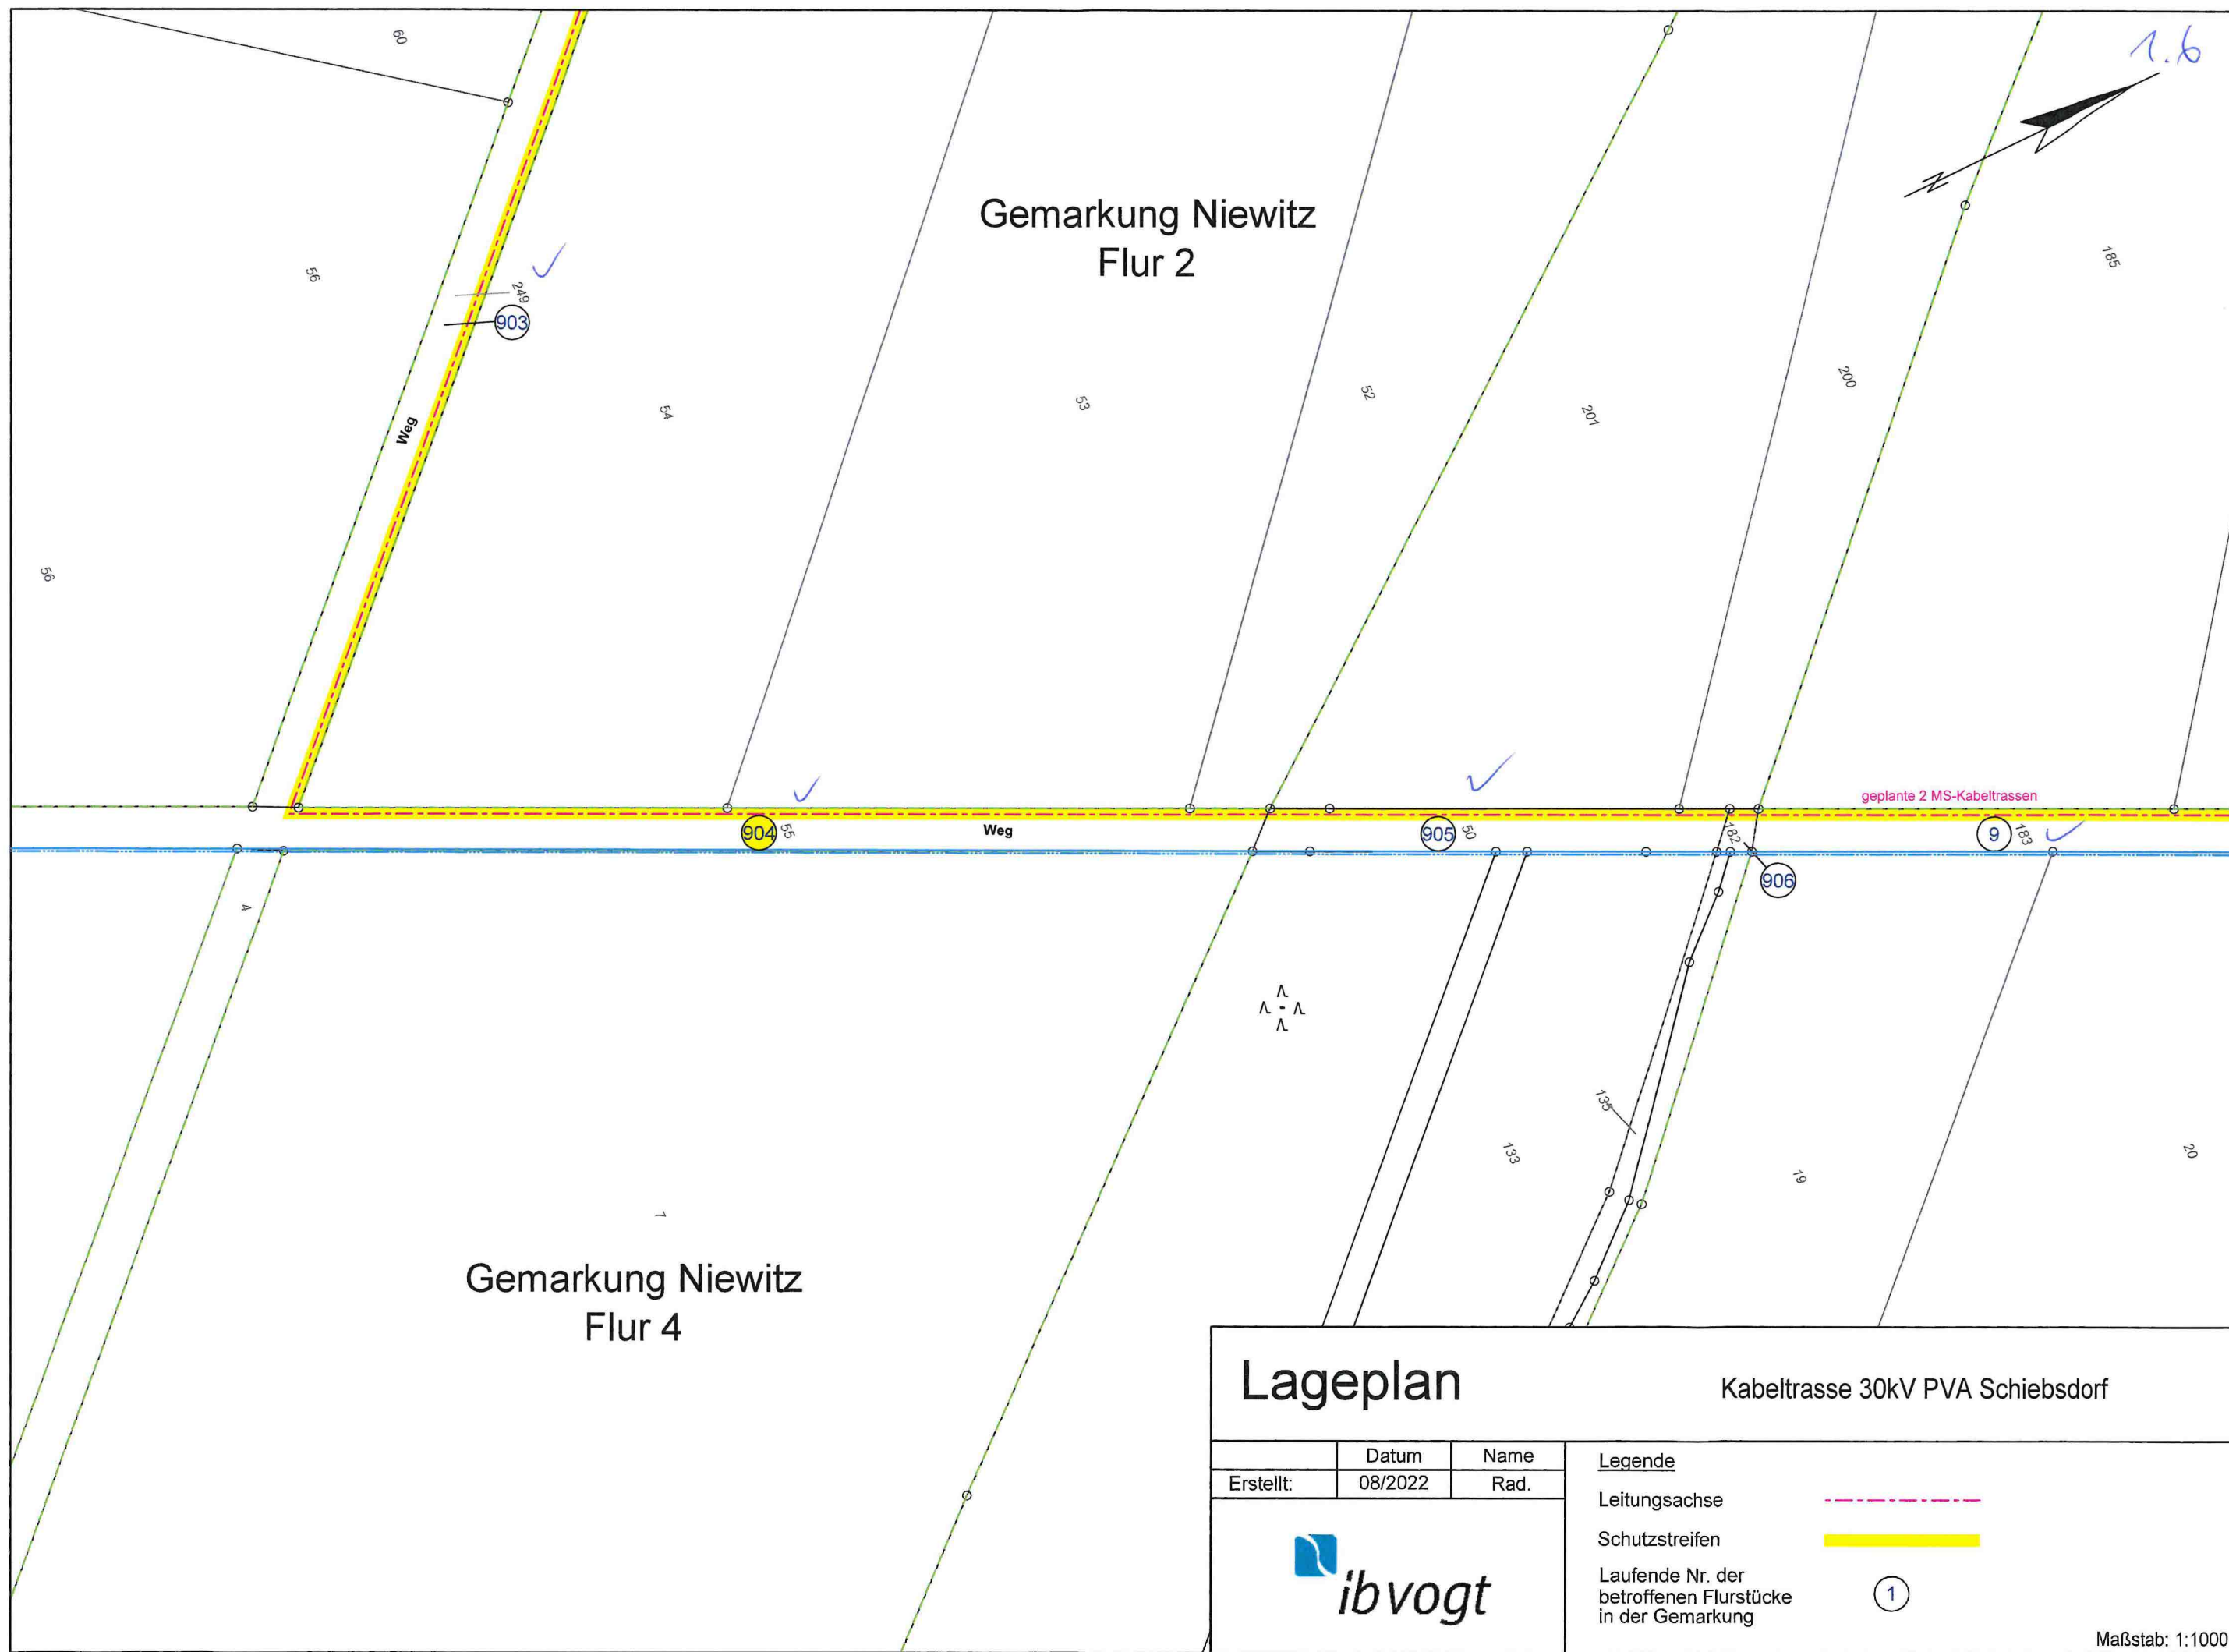 1.6
60
Gemarkung Niewitz
Flur 2
185
56
249
903
200
52
53
54
201
Weg
56
geplante 2 MS-Kabeltrassen
904
55
Weg
905
50
182
9
183
906
4
135
133
19
20
7
Gemarkung Niewitz
Flur 4
Lageplan
Kabeltrasse 30kV PVA Schiebsdorf
Datum Name
Erstellt: 08/2022 Rad.
ib vogt
Legende
Leitungsachse
Schutzstreifen
Laufende Nr. der
betroffenen Flurstücke
in der Gemarkung
1
Maßstab: 1:1000